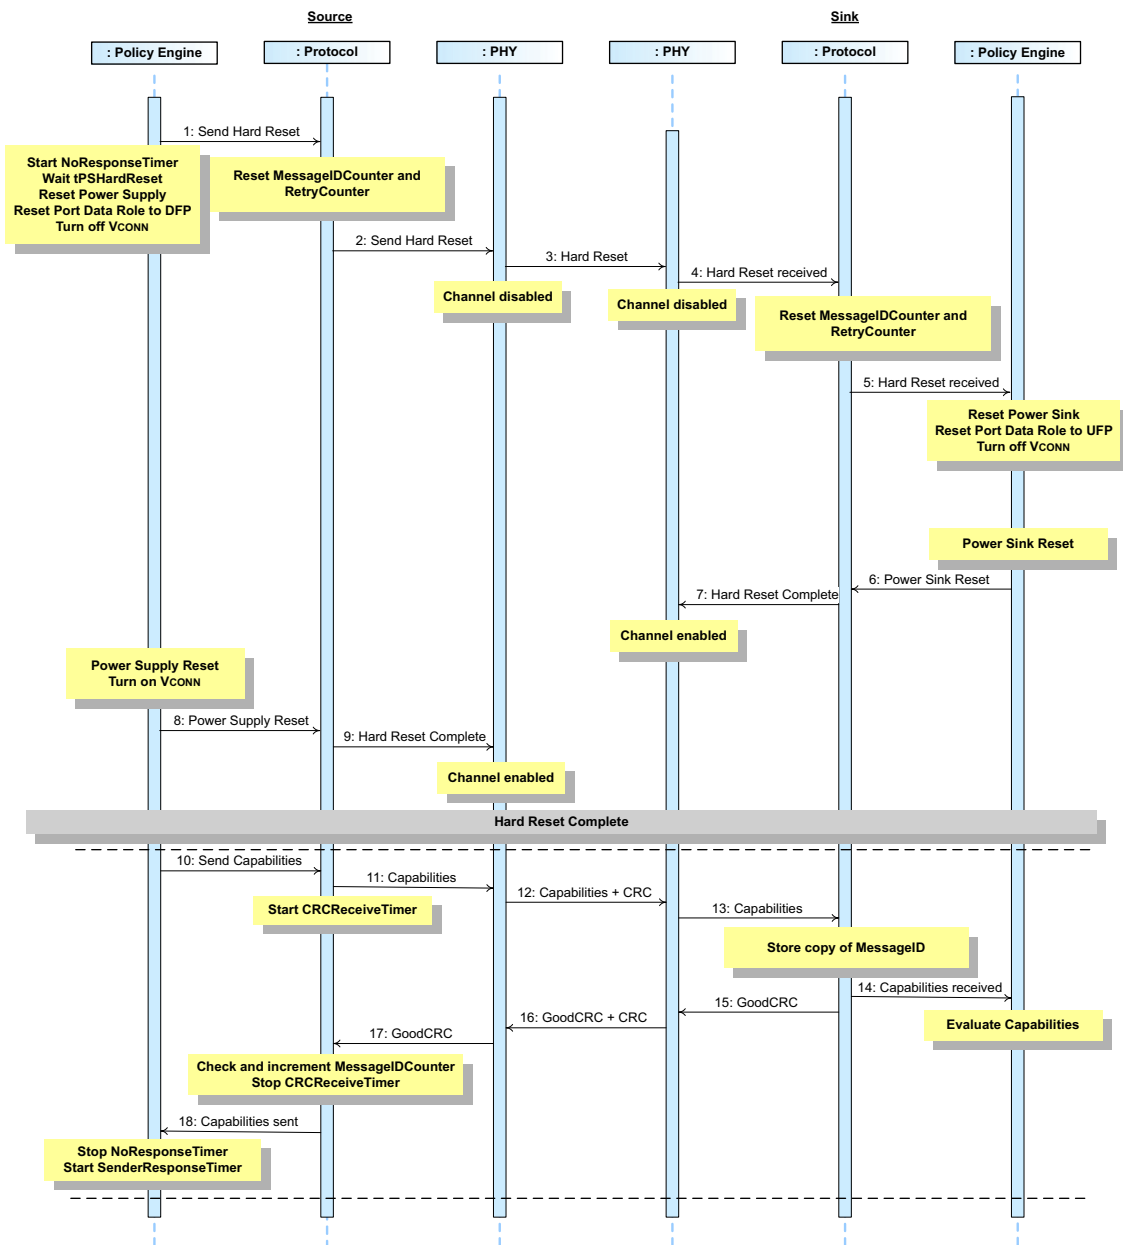 Source
Sink
: Policy Engine
: Protocol
: PHY
: PHY
: Protocol
: Policy Engine
1: Send Hard Reset
Start NoResponseTimer
Wait tPSHardReset
Reset Power Supply
Reset Port Data Role to DFP
Turn off VCONN
Reset MessageIDCounter and
RetryCounter
2: Send Hard Reset
3: Hard Reset
4: Hard Reset received
Channel disabled
Channel disabled
Reset MessageIDCounter and
RetryCounter
5: Hard Reset received
Reset Power Sink
Reset Port Data Role to UFP
Turn off VCONN
Power Sink Reset
6: Power Sink Reset
7: Hard Reset Complete
Channel enabled
Power Supply Reset
Turn on VCONN
8: Power Supply Reset
9: Hard Reset Complete
Channel enabled
Hard Reset Complete
10: Send Capabilities
11: Capabilities
12: Capabilities + CRC
Start CRCReceiveTimer
13: Capabilities
Store copy of MessageID
14: Capabilities received
15: GoodCRC
16: GoodCRC + CRC
Evaluate Capabilities
17: GoodCRC
Check and increment MessageIDCounter
Stop CRCReceiveTimer
18: Capabilities sent
Stop NoResponseTimer
Start SenderResponseTimer